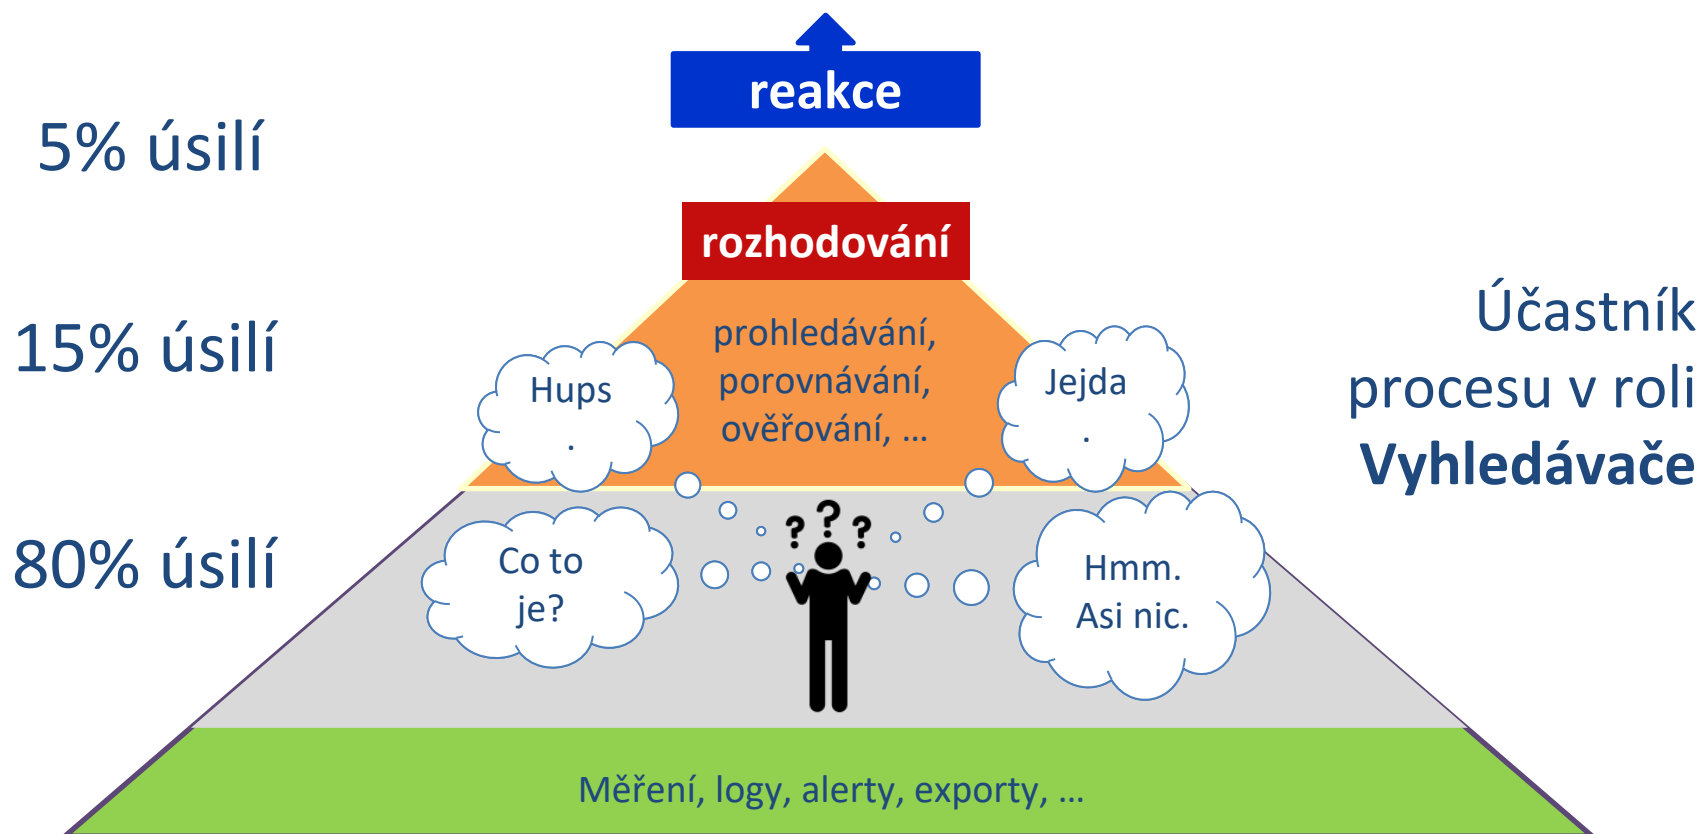 reakce
5% úsilí
rozhodování
15% úsilí
prohledávání,
porovnávání,
ověřování, ...
Hups
.
Jejda
.
Účastník
procesu v roli
Vyhledávače
80% úsilí
? ? ?
Co to
je?
Hmm.
Asi nic.
Měření, logy, alerty, exporty, ...